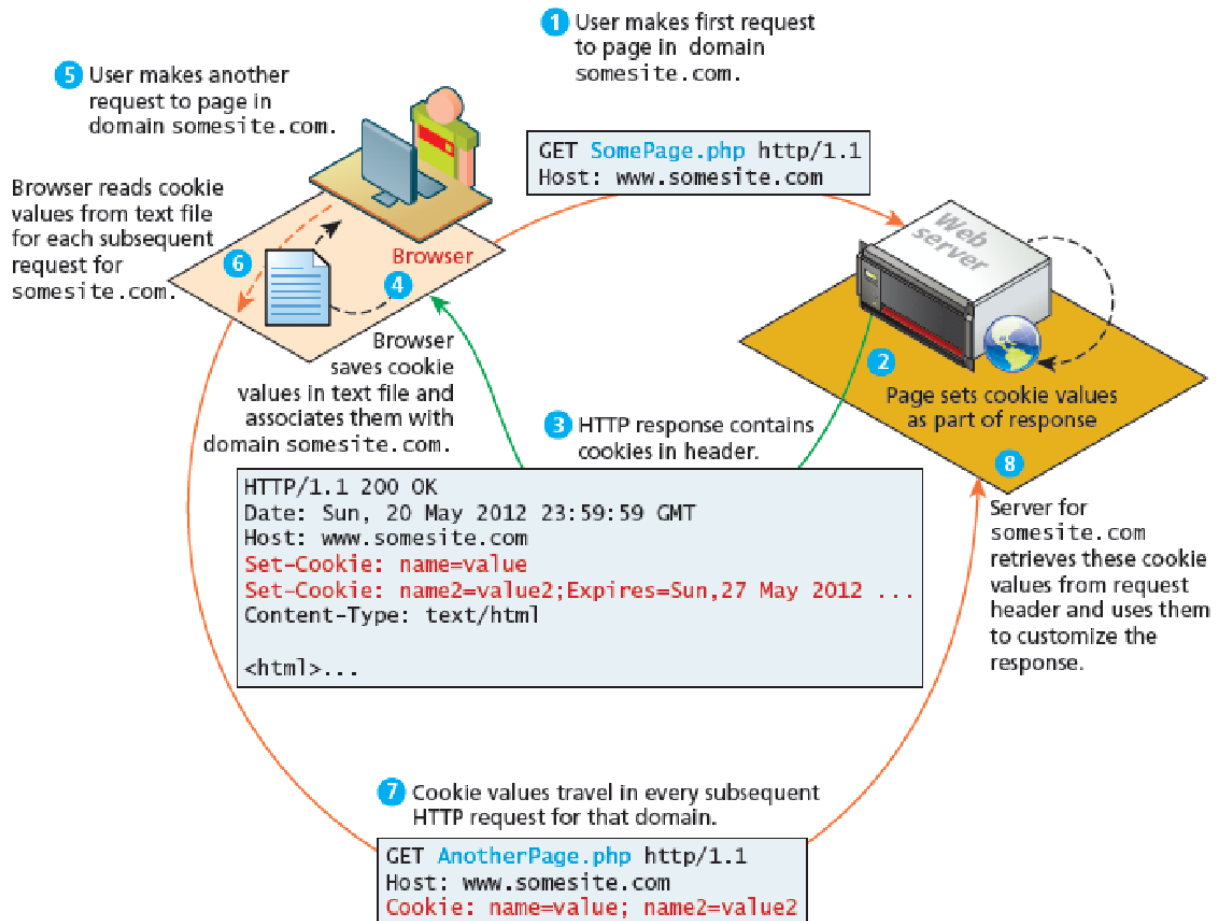 1 User makes first request
to page in domain
somesite.com.
5 User makes another
request to page in
domain somesite.com.
GET SomePage.php http/1.1
Host: www.somesite.com
Browser reads cookie
values from text file
for each subsequent
request for
somesite.com.
6
Browser
4
Web
server
Browser
saves cookie
values in text file and
associates them with
domain somesite.com.
2
Page sets cookie values
as part of response
3 HTTP response contains
cookies in header.
8
HTTP/1.1 200 OK
Date: Sun, 20 May 2012 23:59:59 GMT
Host: www.somesite.com
Set-Cookie: name=value
Set-Cookie: name2=value2;Expires=Sun,27 May 2012 ...
Content-Type: text/html
<html>...
Server for
somesite.com
retrieves these cookie
values from request
header and uses them
to customize the
response.
7 Cookie values travel in every subsequent
HTTP request for that domain.
GET AnotherPage.php http/1.1
Host: www.somesite.com
Cookie: name=value; name2=value2